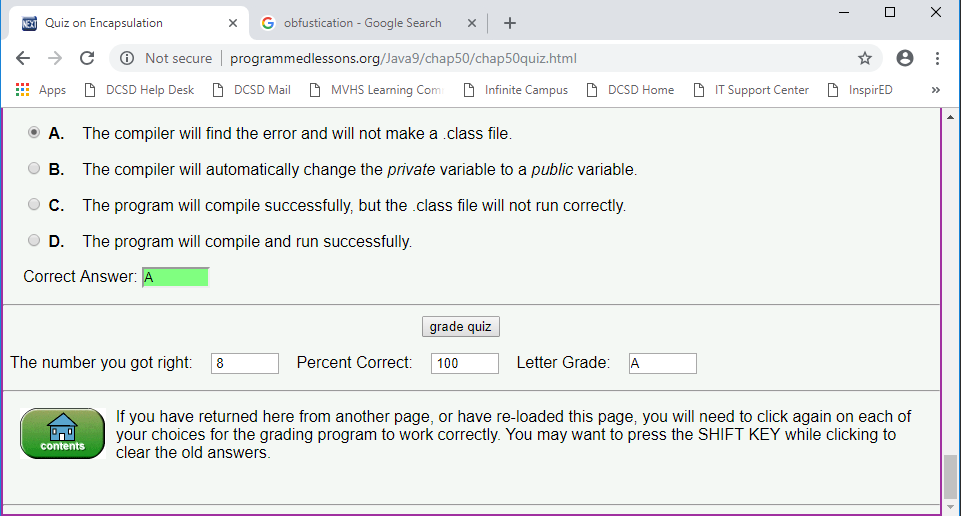 Quiz on Encapsulation
obfustication - Google Search
Not secure programmedlessons.org/Java9/chap50/chap50quiz.html
Apps DCSD Help Desk DCSD Mail MVHS Learning Com Infinite Campus DCSD Home IT Support Center InspirED »
A. The compiler will find the error and will not make a .class file.
B. The compiler will automatically change the private variable to a public variable.
C. The program will compile successfully, but the .class file will not run correctly.
D. The program will compile and run successfully.
Correct Answer: A
grade quiz
The number you got right: 8 Percent Correct: 100 Letter Grade: A
contents
If you have returned here from another page, or have re-loaded this page, you will need to click again on each of
your choices for the grading program to work correctly. You may want to press the SHIFT KEY while clicking to
clear the old answers.